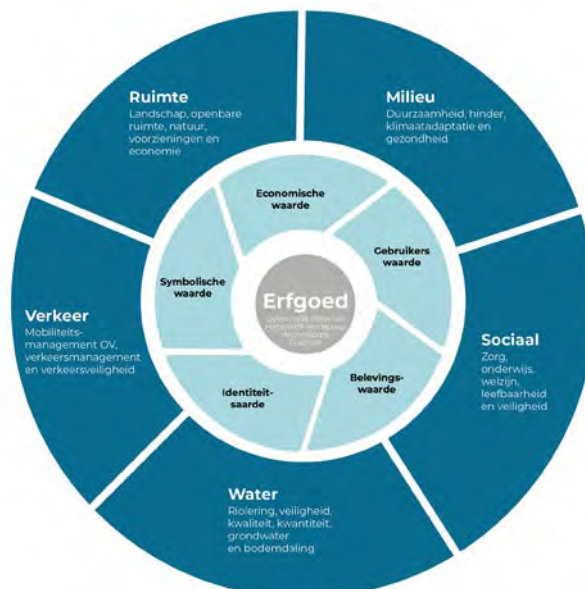 Ruimte
Landschap, openbare
ruimte, natuur,
voorzieningen en
economie
Milieu
Duurzaamheid, hinder,
klimaatadaptatie en
gezondheid
Economische
waarde
Gebruikers
waarde
Symbolische
waarde
Erfgoed
Verkeer
Mobiliteits-
management OV,
verkeersmanagement
en verkeersveiligheid
Sociaal
Zorg,
onderwijs,
welzijn,
leefbaarheid
en veiligheid
Identiteit-
saarde
Belevings-
waarde
Water
Riolering, veiligheid,
kwaliteit, kwantiteit,
grondwater
en bodemdaling